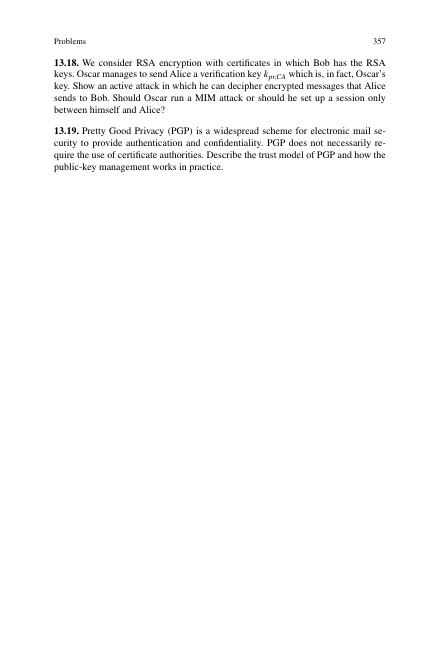 Problems 357
13.18. We consider RSA encryption with certificates in which Bob has the RSA
keys. Oscar manages to send Alice a verification key k_{pr,CA} which is, in fact, Oscar's
key. Show an active attack in which he can decipher encrypted messages that Alice
sends to Bob. Should Oscar run a MIM attack or should he set up a session only
between himself and Alice?
13.19. Pretty Good Privacy (PGP) is a widespread scheme for electronic mail se-
curity to provide authentication and confidentiality. PGP does not necessarily re-
quire the use of certificate authorities. Describe the trust model of PGP and how the
public-key management works in practice.